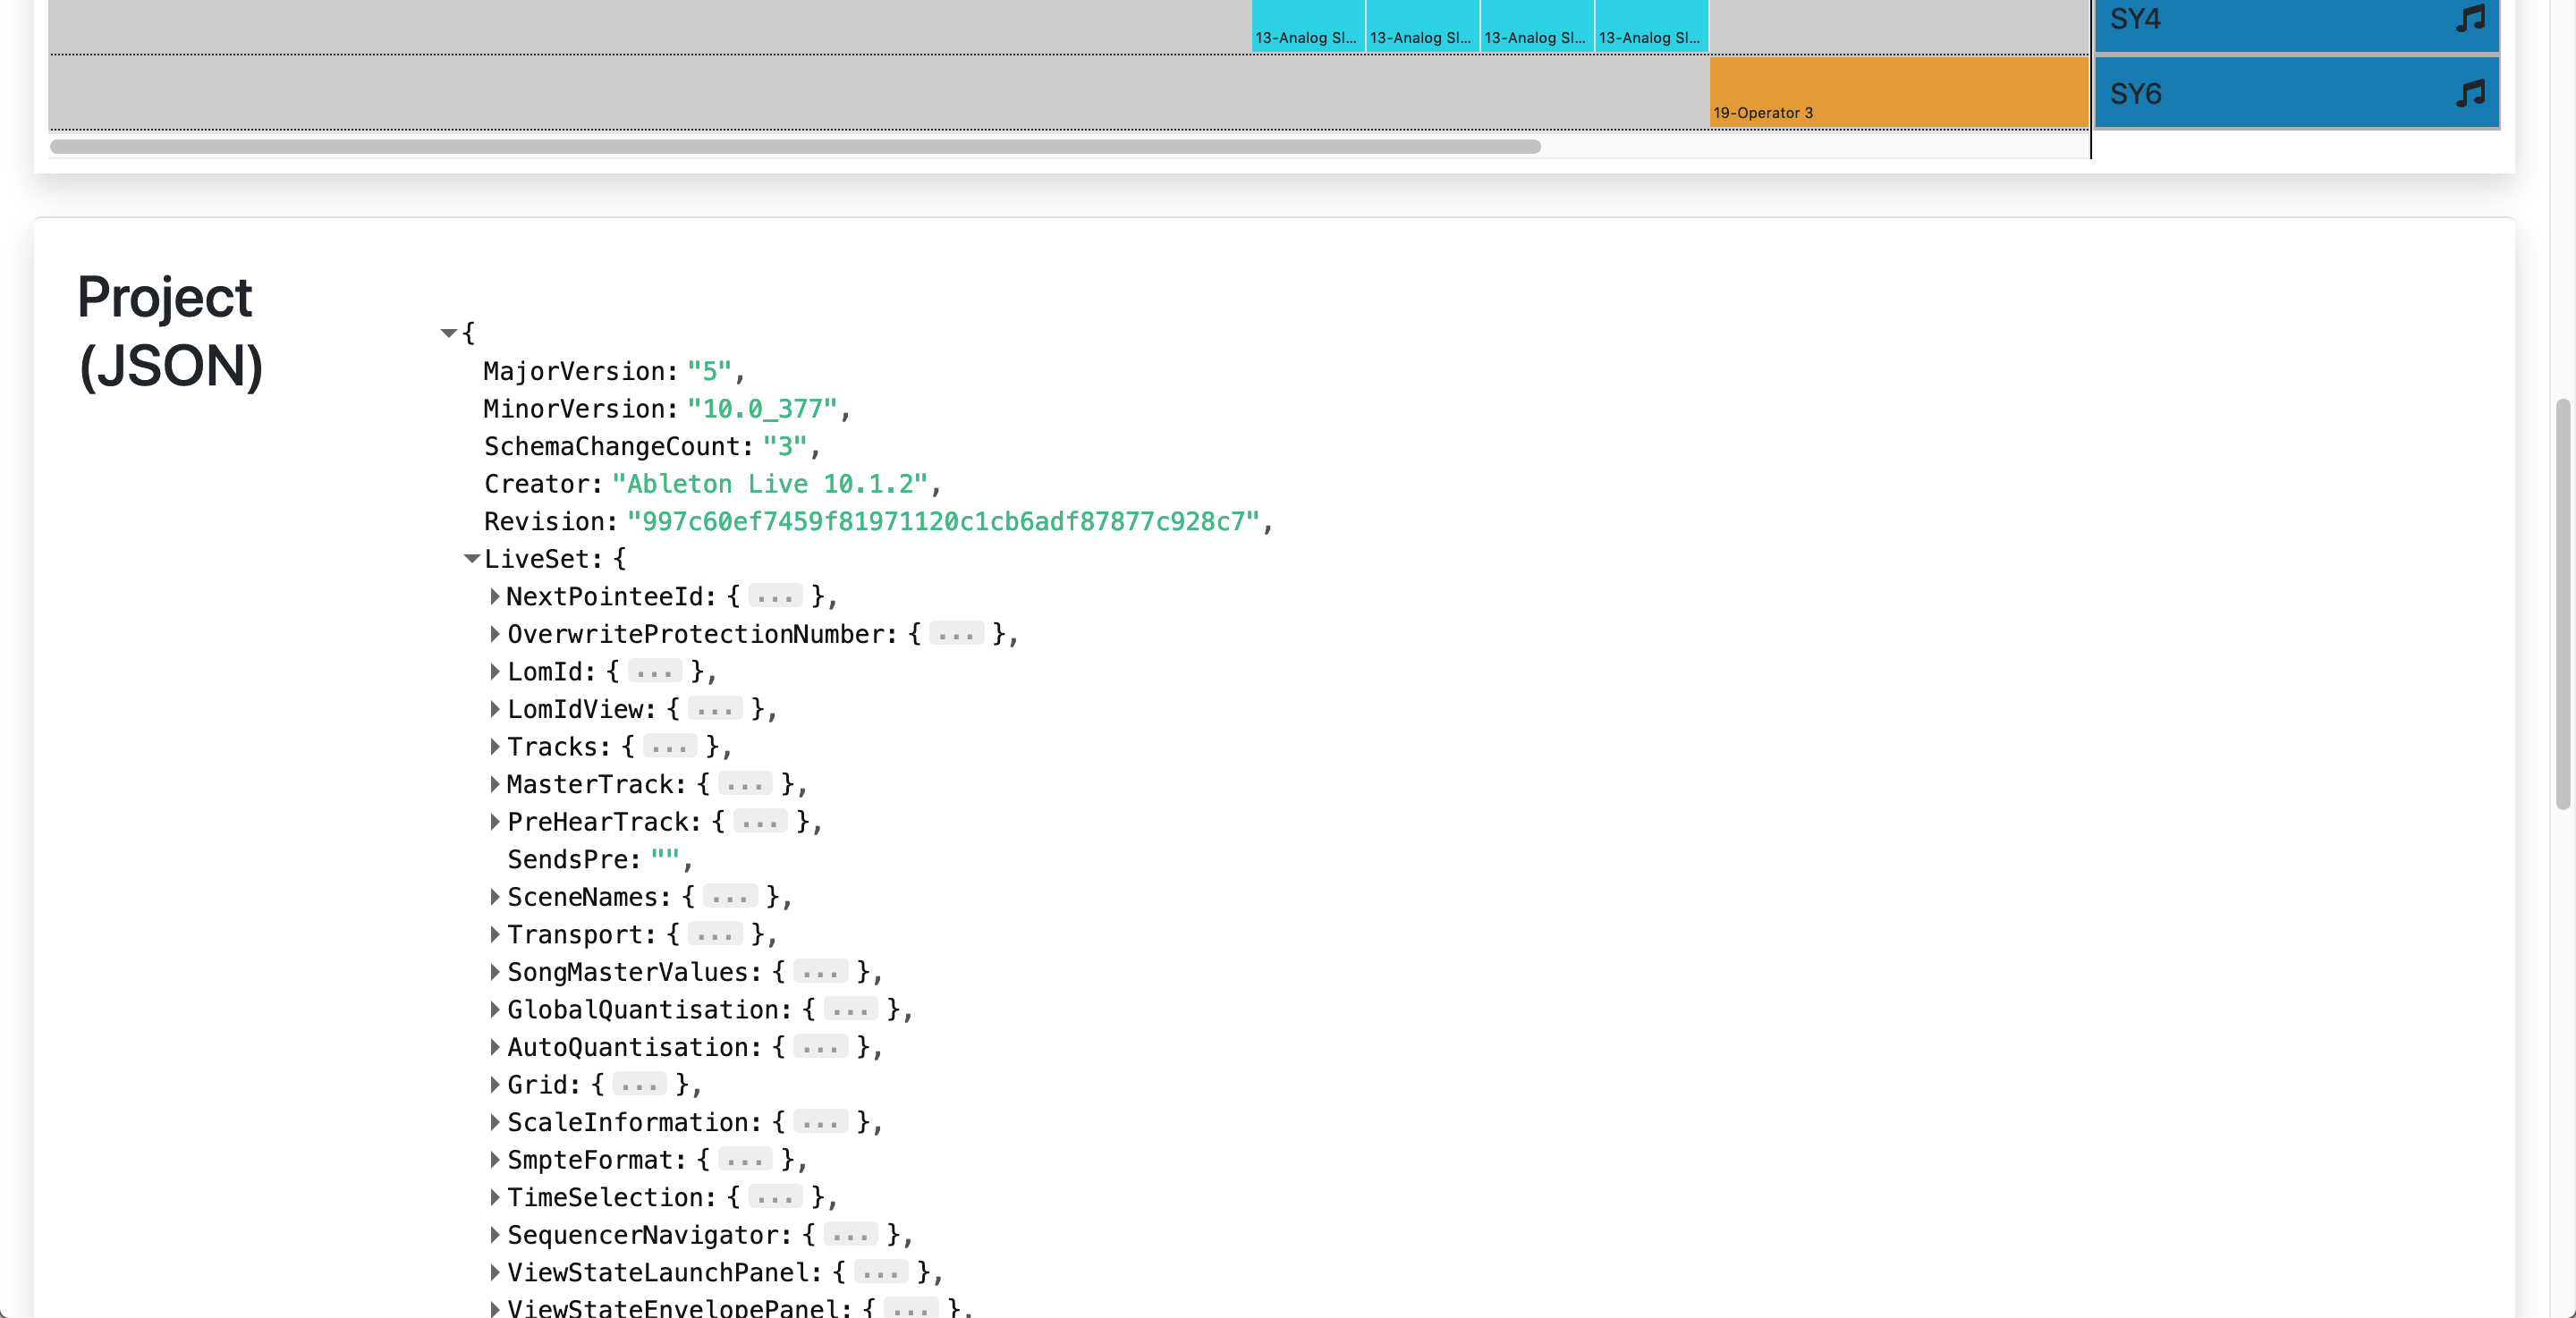 13-Analog Sl... 13-Analog Sl... 13-Analog Sl... 13-Analog Sl... SY4
19-Operator 3 SY6
Project
(JSON)
{
MajorVersion: "5",
MinorVersion: "10.0_377",
SchemaChangeCount: "3",
Creator: "Ableton Live 10.1.2",
Revision: "997c60ef7459f81971120c1cb6adf87877c928c7",
LiveSet: {
NextPointeeId: { ... },
OverwriteProtectionNumber: { ... },
LomId: { ... },
LomIdView: { ... },
Tracks: { ... },
MasterTrack: { ... },
PreHearTrack: { ... },
SendsPre: "",
SceneNames: { ... },
Transport: { ... },
SongMasterValues: { ... },
GlobalQuantisation: { ... },
AutoQuantisation: { ... },
Grid: { ... },
ScaleInformation: { ... },
SmpteFormat: { ... },
TimeSelection: { ... },
SequencerNavigator: { ... },
ViewStateLaunchPanel: { ... },
ViewStateEnvelopePanel: { ... },